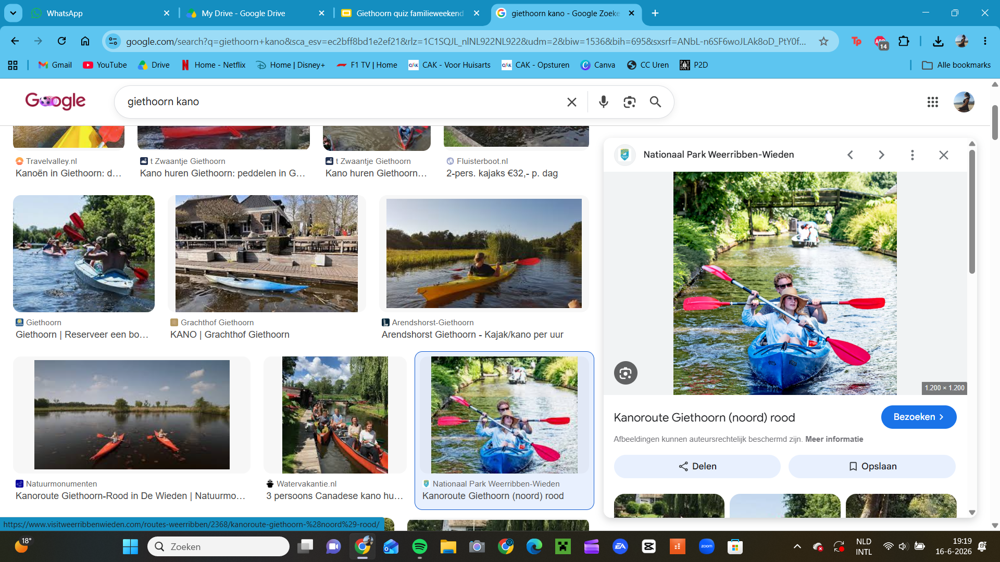 WhatsApp
My Drive - Google Drive
Giethoorn quiz familieweekend
giethoorn kano - Google Zoeke
google.com/search?q=giethoorn+kano&sca_esv=ec2bff8bd1e2ef21&rlz=1C1SQJL_nlNL922NL922&udm=2&biw=1536&bih=695&sxsrf=ANbL-n6SF6woJLAk8oD_PtY0f...
Tp
ABP
14
Gmail
YouTube
Drive
Home - Netflix
Home | Disney+
F1 TV | Home
CAK - Voor Huisarts
CAK - Opsturen
Canva
CC Uren
P2D
All bookmarks
Google
giethoorn kano
Travelvalley.nl
Kanoën in Giethoorn: d...
t Zwaantje Giethoorn
Kano huren Giethoorn: peddelen in G...
t Zwaantje Giethoorn
Kano huren Giethoorn...
Fluisterboot.nl
2-pers. kajaks €32,- p. dag
Giethoorn
Giethoorn | Reserveer een bo...
Grachthof Giethoorn
KANO | Grachthof Giethoorn
Arendshorst-Giethoorn
Arendshorst Giethoorn - Kajak/kano per uur
Natuurmonumenten
Kanoroute Giethoorn-Rood in De Wieden | Natuurmo...
Watervakantie.nl
3 persoons Canadese kano hu...
Nationaal Park Weerribben-Wieden
Kanoroute Giethoorn (noord) rood
Nationaal Park Weerribben-Wieden
1.200 × 1.200
Kanoroute Giethoorn (noord) rood
Bezoeken
Afbeeldingen kunnen auteursrechtelijk beschermd zijn. Meer informatie
Delen
Opslaan
https://www.visitweerribbenwieden.com/routes-weerribben/2368/kanoroute-giethoorn-%28noord%29-rood/
18°
Zoeken
EA
zoom
NLD
INTL
19:19
16-6-2026